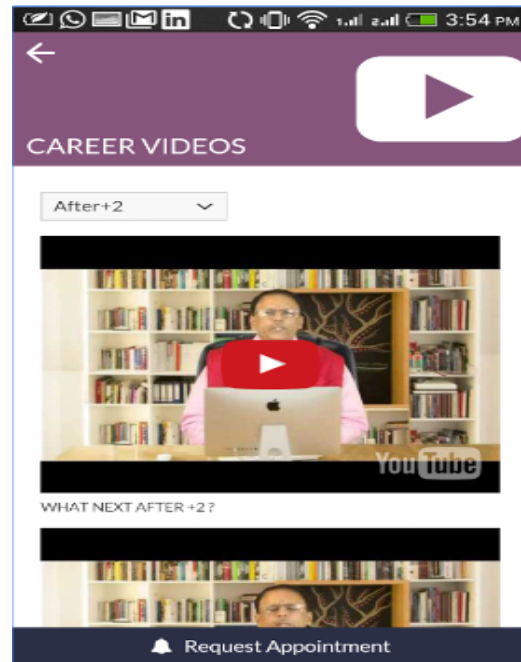 3:54 PM
CAREER VIDEOS
After+2
YouTube
WHAT NEXT AFTER +2 ?
Request Appointment